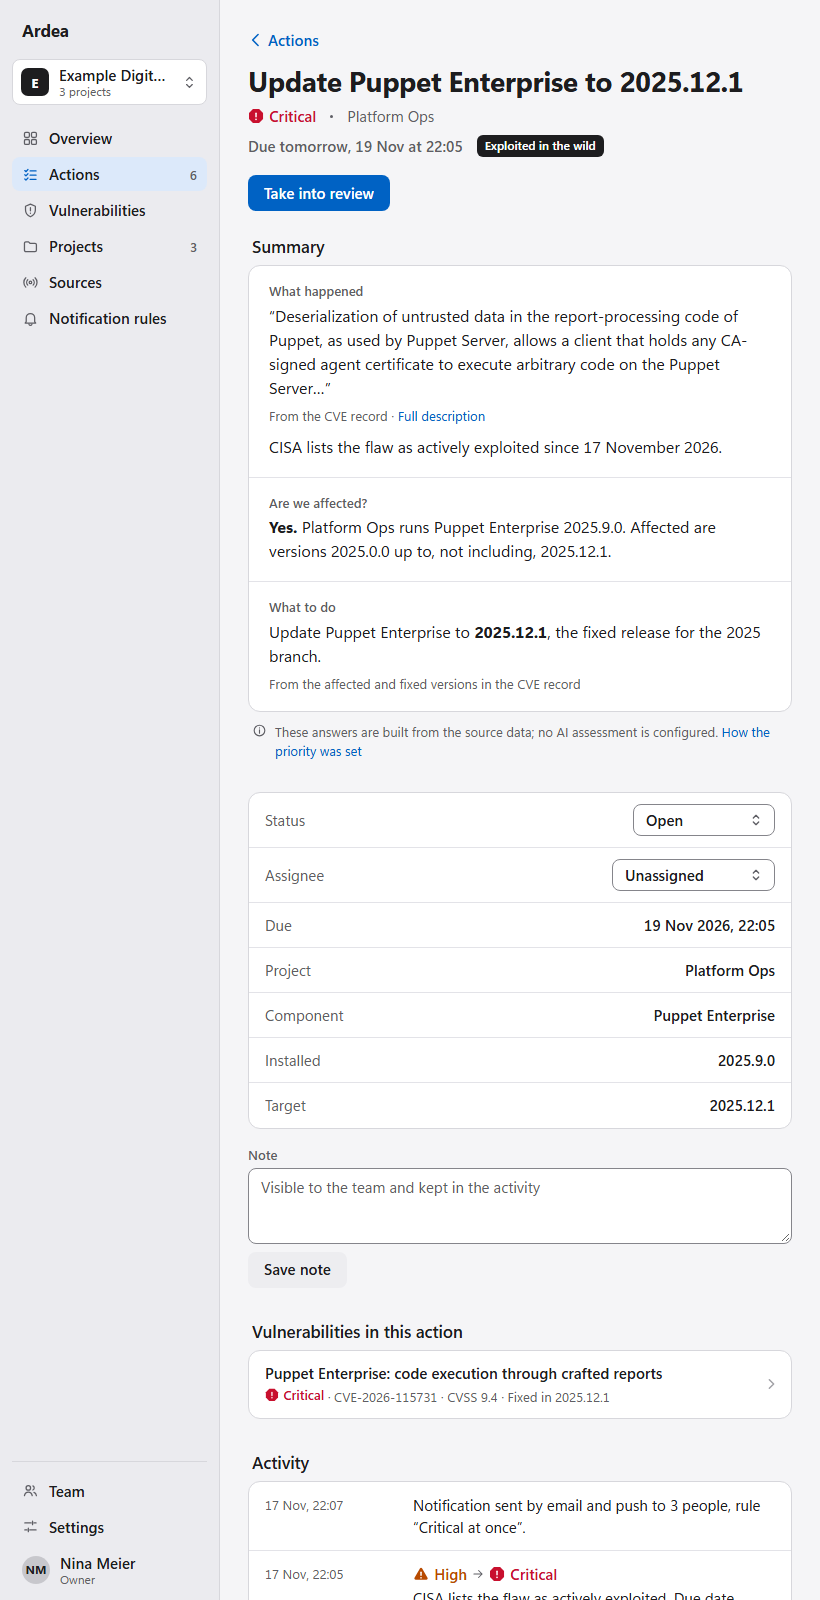 Ardea
E
Example Digit...
3 projects
Overview
Actions 6
Vulnerabilities
Projects 3
Sources
Notification rules
Team
Settings
NM
Nina Meier
Owner
Actions
Update Puppet Enterprise to 2025.12.1
Critical • Platform Ops
Due tomorrow, 19 Nov at 22:05 Exploited in the wild
Take into review
Summary
What happened
“Deserialization of untrusted data in the report-processing code of
Puppet, as used by Puppet Server, allows a client that holds any CA-
signed agent certificate to execute arbitrary code on the Puppet
Server…”
From the CVE record · Full description
CISA lists the flaw as actively exploited since 17 November 2026.
Are we affected?
Yes. Platform Ops runs Puppet Enterprise 2025.9.0. Affected are
versions 2025.0.0 up to, not including, 2025.12.1.
What to do
Update Puppet Enterprise to 2025.12.1, the fixed release for the 2025
branch.
From the affected and fixed versions in the CVE record
These answers are built from the source data; no AI assessment is configured. How the
priority was set
Status Open
Assignee Unassigned
Due 19 Nov 2026, 22:05
Project Platform Ops
Component Puppet Enterprise
Installed 2025.9.0
Target 2025.12.1
Note
Visible to the team and kept in the activity
Save note
Vulnerabilities in this action
Puppet Enterprise: code execution through crafted reports
Critical · CVE-2026-115731 · CVSS 9.4 · Fixed in 2025.12.1
Activity
17 Nov, 22:07 Notification sent by email and push to 3 people, rule
“Critical at once”.
17 Nov, 22:05 High → Critical
CISA lists the flaw as actively exploited. Due date